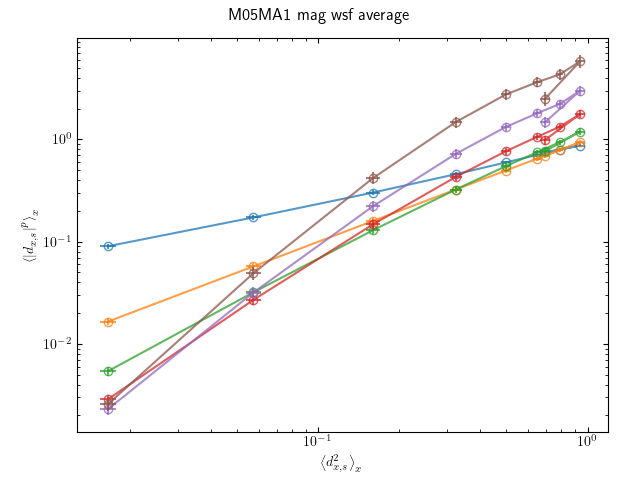 M05MA1 mag wsf average
⟨|d_{x,s}|^p⟩_x
10^0
10^{-1}
10^{-2}
10^{-1}
10^0
⟨d^2_{x,s}⟩_x